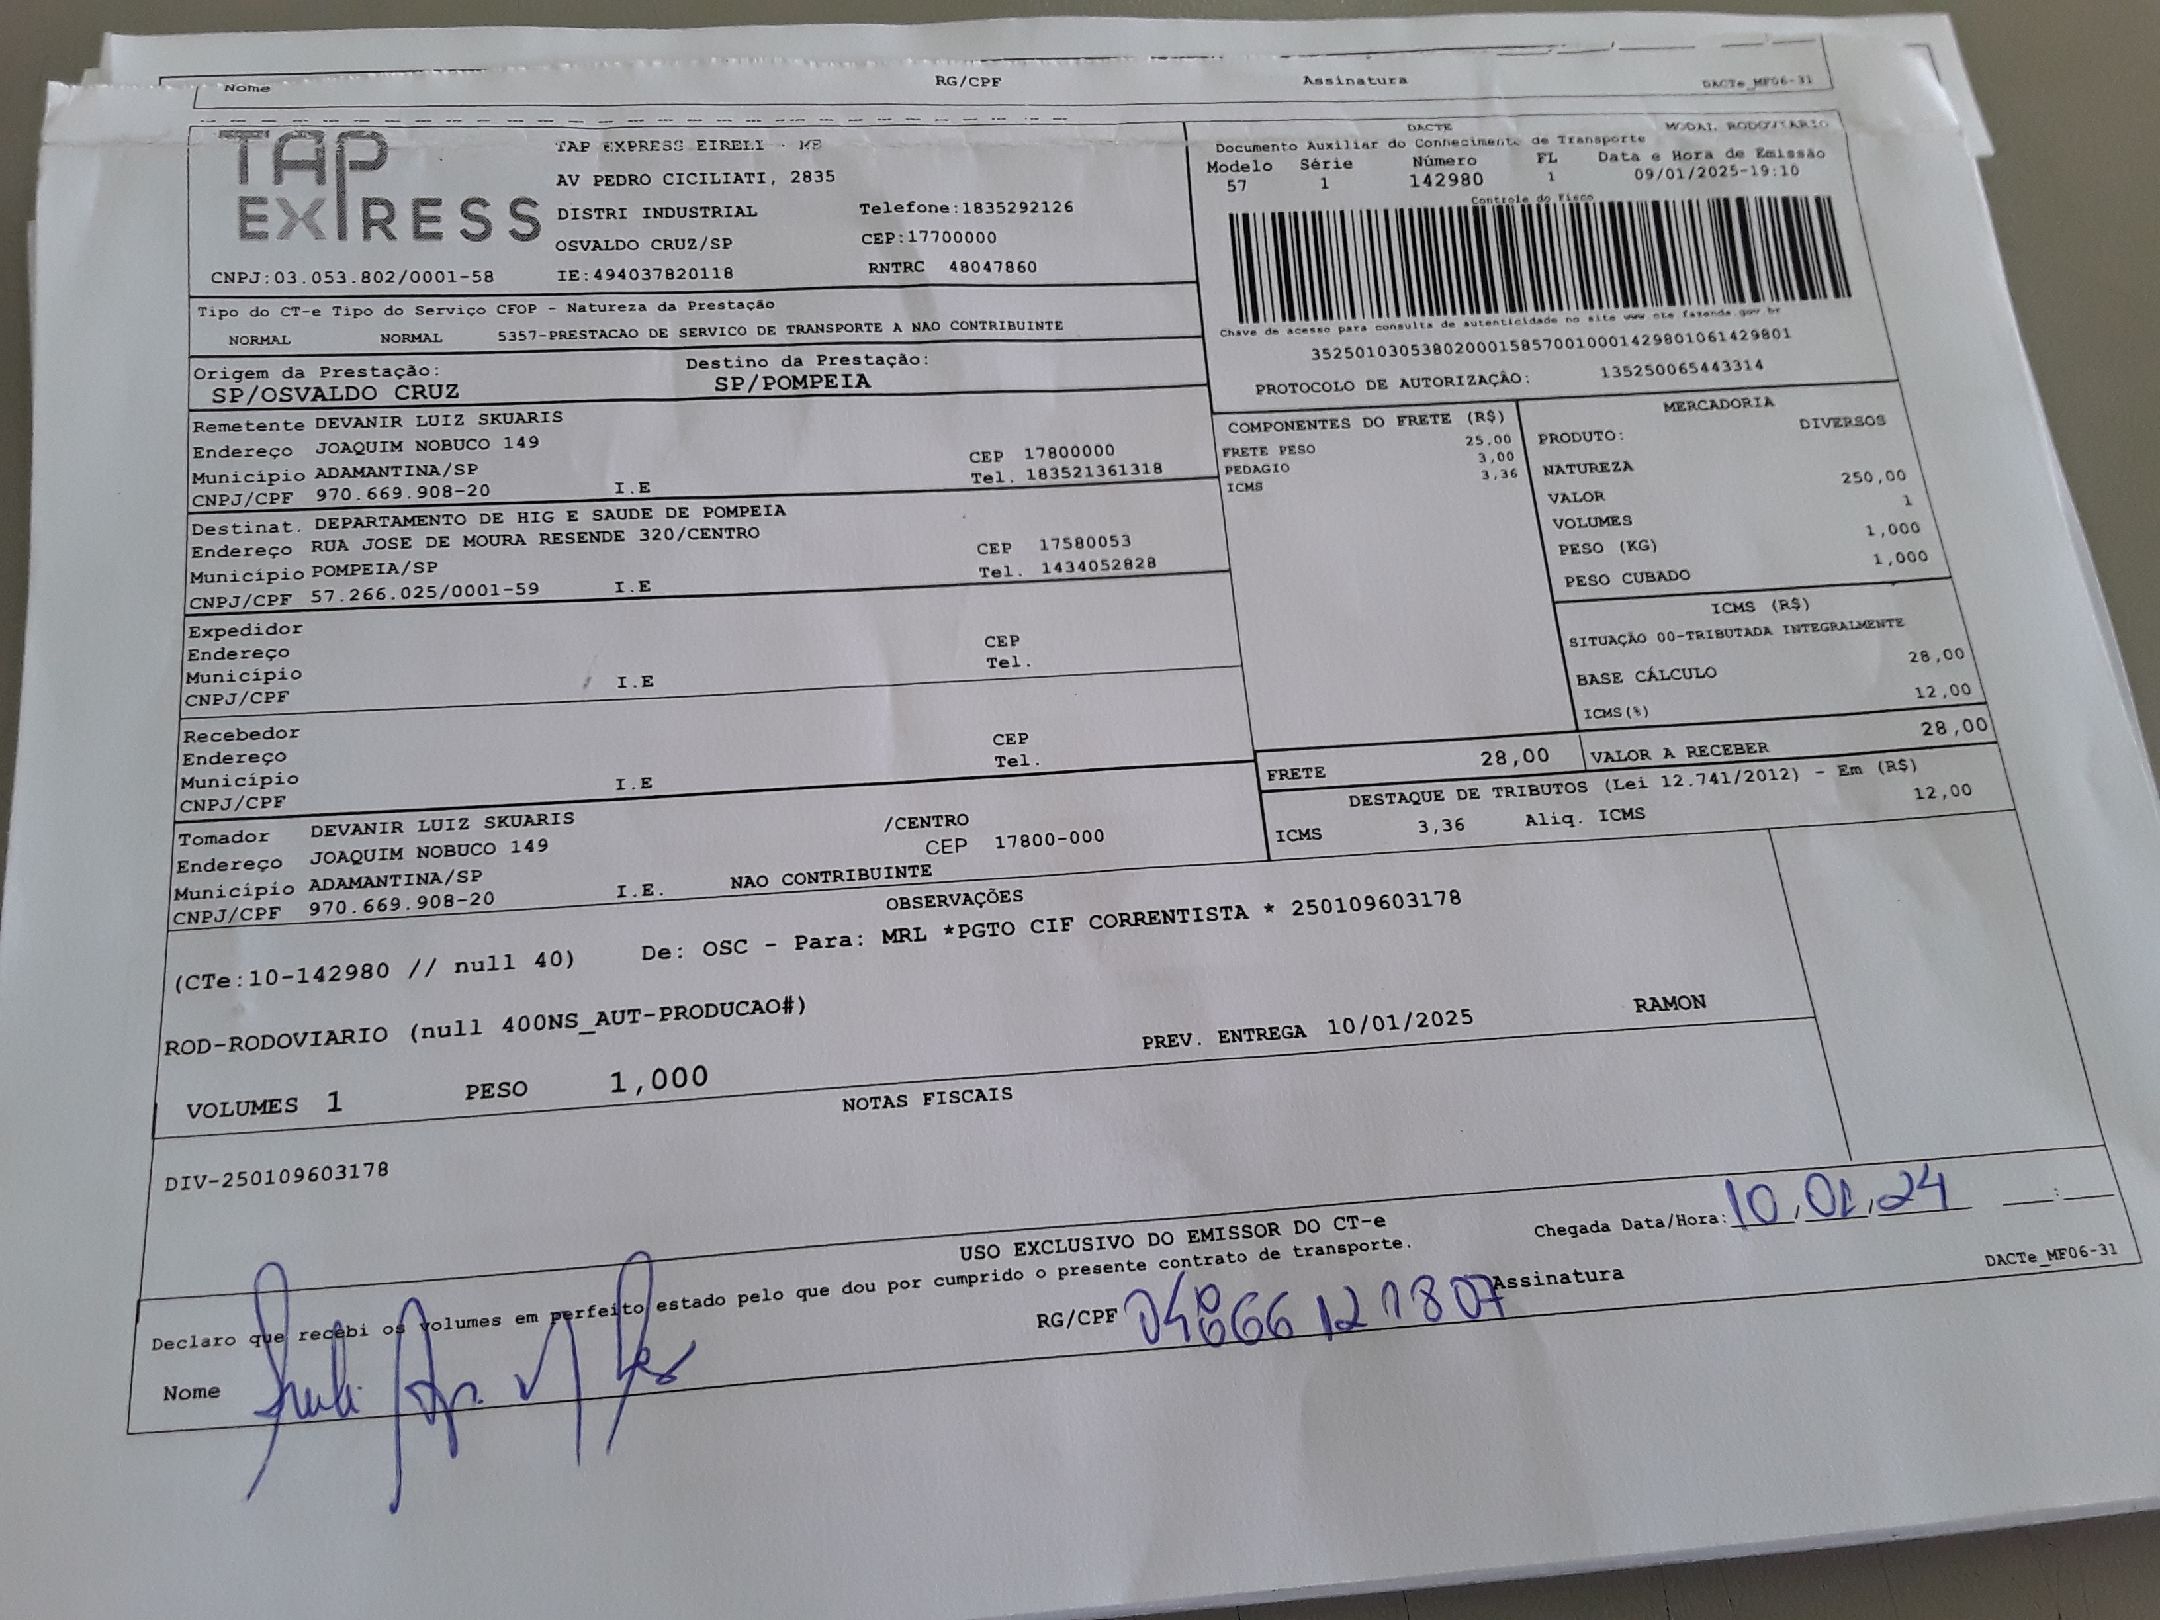 Nome RG/CPF Assinatura DACTe_MF06-31
TAP EXPRESS
TAP EXPRESS EIRELI - ME
AV PEDRO CICILIATI, 2835
DISTRI INDUSTRIAL Telefone:1835292126
OSVALDO CRUZ/SP CEP:17700000
CNPJ:03.053.802/0001-58 IE:494037820118 RNTRC 48047860
DACTE MODAL RODOVIARIO
Documento Auxiliar do Conhecimento de Transporte
Modelo Série Número FL Data e Hora de Emissão
57 1 142980 1 09/01/2025-19:10
Controle do Fisco
Chave de acesso para consulta de autenticidade no site www.cte.fazenda.gov.br
35250103053802000158570010001429801061429801
PROTOCOLO DE AUTORIZAÇÃO: 135250065443314
Tipo do CT-e Tipo do Serviço CFOP - Natureza da Prestação
NORMAL NORMAL 5357-PRESTACAO DE SERVICO DE TRANSPORTE A NAO CONTRIBUINTE
Origem da Prestação: Destino da Prestação:
SP/OSVALDO CRUZ SP/POMPEIA
Remetente DEVANIR LUIZ SKUARIS
Endereço JOAQUIM NOBUCO 149 CEP 17800000
Município ADAMANTINA/SP Tel. 183521361318
CNPJ/CPF 970.669.908-20 I.E
Destinat. DEPARTAMENTO DE HIG E SAUDE DE POMPEIA
Endereço RUA JOSE DE MOURA RESENDE 320/CENTRO CEP 17580053
Município POMPEIA/SP Tel. 1434052828
CNPJ/CPF 57.266.025/0001-59 I.E
Expedidor
Endereço CEP
Município Tel.
CNPJ/CPF I.E
Recebedor
Endereço CEP
Município Tel.
CNPJ/CPF I.E
Tomador DEVANIR LUIZ SKUARIS /CENTRO
Endereço JOAQUIM NOBUCO 149 CEP 17800-000
Município ADAMANTINA/SP
CNPJ/CPF 970.669.908-20 I.E. NAO CONTRIBUINTE
COMPONENTES DO FRETE (R$)
FRETE PESO 25,00
PEDAGIO 3,00
ICMS 3,36
MERCADORIA
PRODUTO: DIVERSOS
NATUREZA
VALOR 250,00
VOLUMES 1
PESO (KG) 1,000
PESO CUBADO 1,000
ICMS (R$)
SITUAÇÃO 00-TRIBUTADA INTEGRALMENTE
BASE CÁLCULO 28,00
ICMS(%) 12,00
FRETE 28,00 VALOR A RECEBER 28,00
DESTAQUE DE TRIBUTOS (Lei 12.741/2012) - Em (R$)
ICMS 3,36 Aliq. ICMS 12,00
OBSERVAÇÕES
(CTe:10-142980 // null 40) De: OSC - Para: MRL *PGTO CIF CORRENTISTA * 250109603178
ROD-RODOVIARIO (null 400NS_AUT-PRODUCAO#)
PREV. ENTREGA 10/01/2025 RAMON
VOLUMES 1 PESO 1,000
NOTAS FISCAIS
DIV-250109603178
USO EXCLUSIVO DO EMISSOR DO CT-e
Chegada Data/Hora: 10,01,24 __:__
Declaro que recebi os volumes em perfeito estado pelo que dou por cumprido o presente contrato de transporte.
Nome RG/CPF Assinatura
DACTe_MF06-31